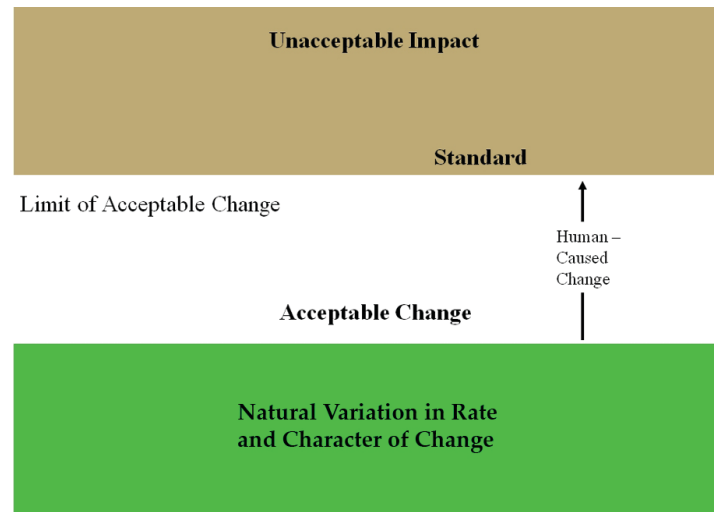 Unacceptable Impact
Standard
Limit of Acceptable Change
Human –
Caused
Change
Acceptable Change
Natural Variation in Rate
and Character of Change